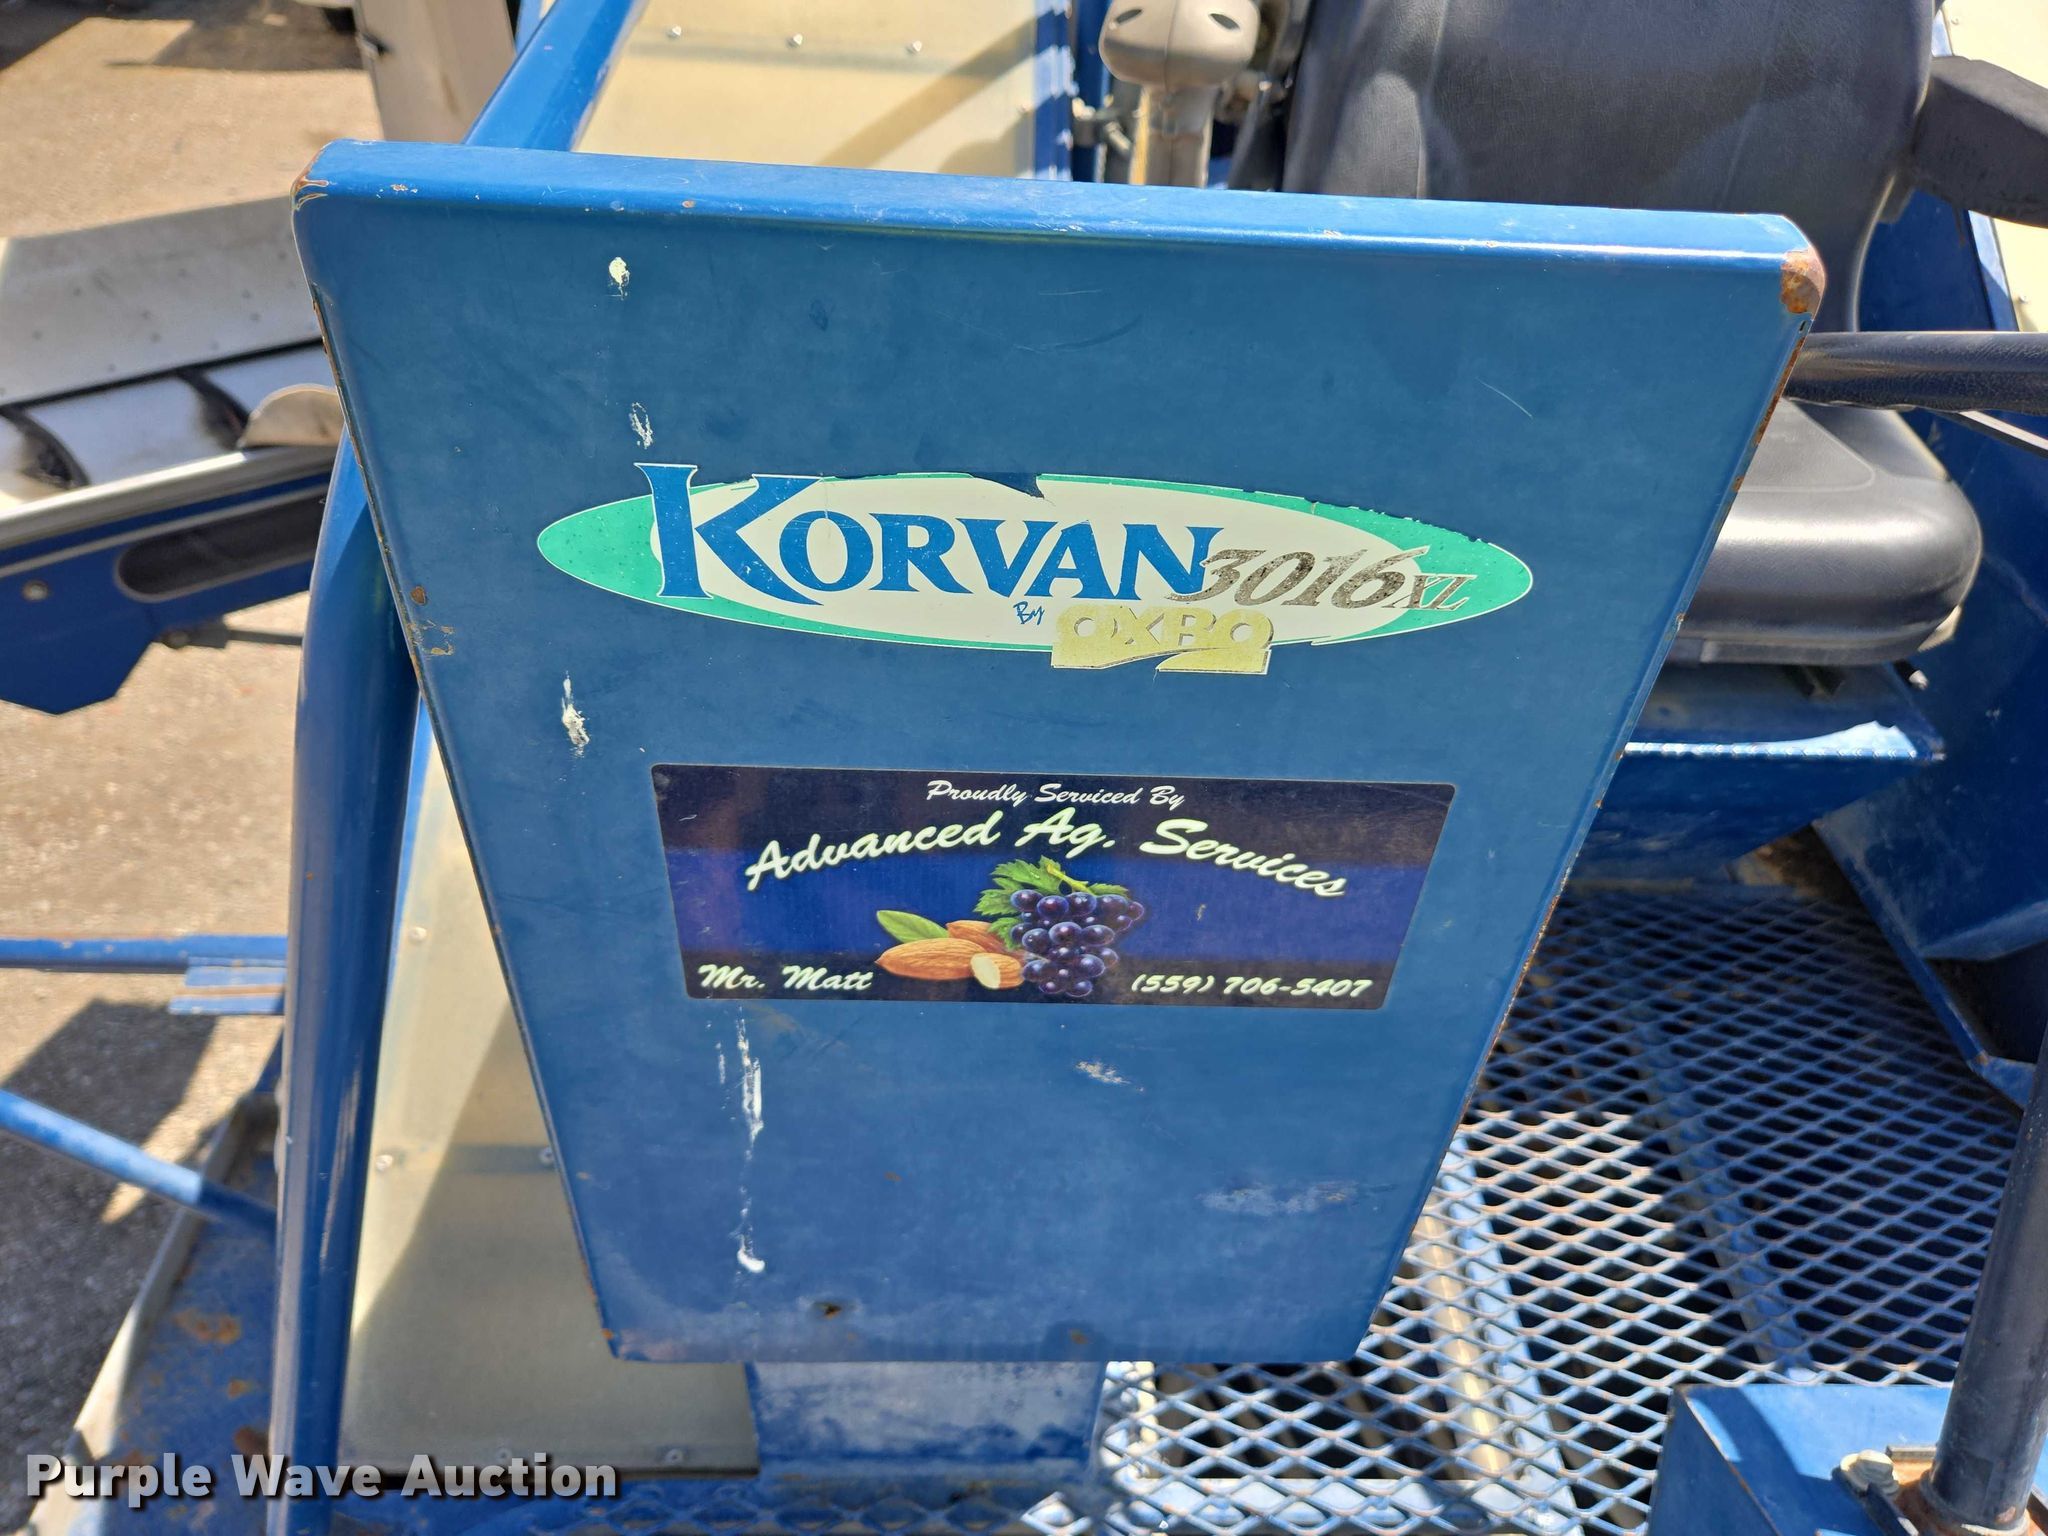 KORVAN 3016XL
By OXBO
Proudly Serviced By
Advanced Ag. Services
Mr. Matt (559) 706-5407
Purple Wave Auction